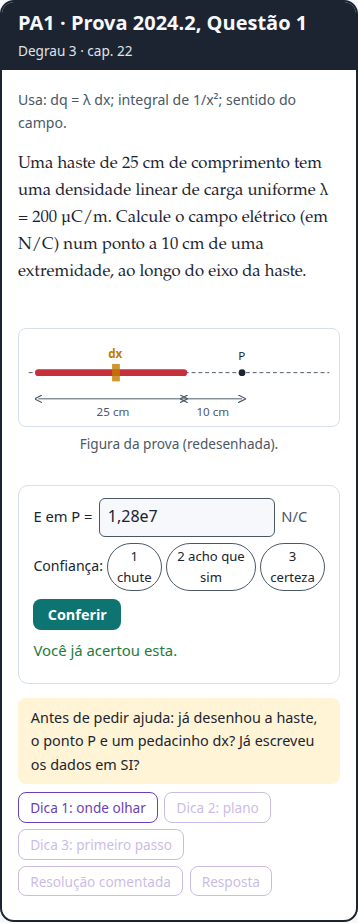 PA1 · Prova 2024.2, Questão 1
Degrau 3 · cap. 22
Usa: dq = λ dx; integral de 1/x²; sentido do
campo.
Uma haste de 25 cm de comprimento tem
uma densidade linear de carga uniforme λ
= 200 μC/m. Calcule o campo elétrico (em
N/C) num ponto a 10 cm de uma
extremidade, ao longo do eixo da haste.
dx
P
25 cm
10 cm
Figura da prova (redesenhada).
E em P = 1,28e7 N/C
Confiança:
1
chute
2 acho que
sim
3
certeza
Conferir
Você já acertou esta.
Antes de pedir ajuda: já desenhou a haste,
o ponto P e um pedacinho dx? Já escreveu
os dados em SI?
Dica 1: onde olhar
Dica 2: plano
Dica 3: primeiro passo
Resolução comentada
Resposta